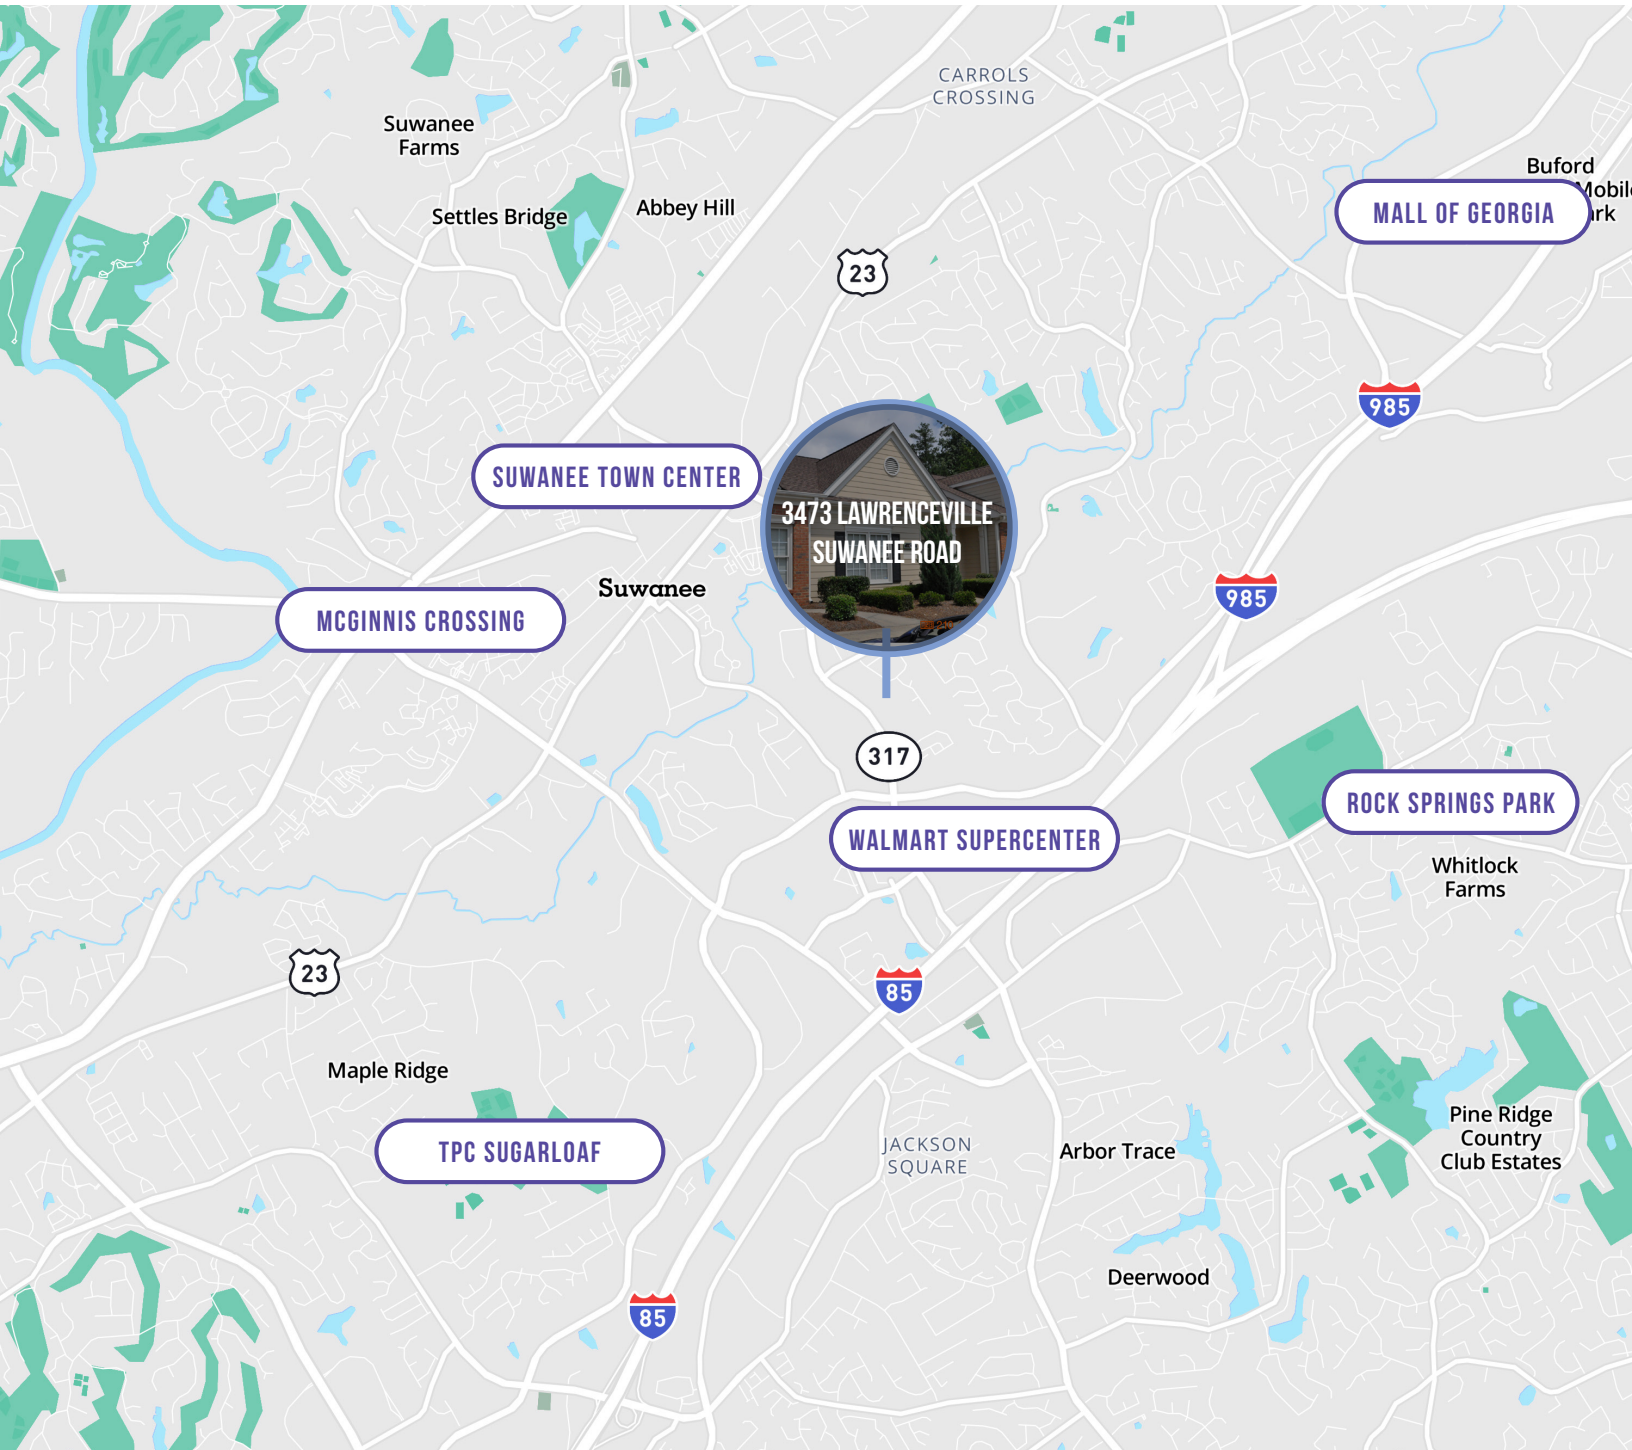 CARROLS
CROSSING
Suwanee
Farms
Buford
Mobile
ark
MALL OF GEORGIA
Settles Bridge
Abbey Hill
23
985
SUWANEE TOWN CENTER
3473 LAWRENCEVILLE
SUWANEE ROAD
Suwanee
985
MCGINNIS CROSSING
317
ROCK SPRINGS PARK
WALMART SUPERCENTER
Whitlock
Farms
23
85
Maple Ridge
Pine Ridge
Country
Club Estates
TPC SUGARLOAF
JACKSON
SQUARE
Arbor Trace
Deerwood
85